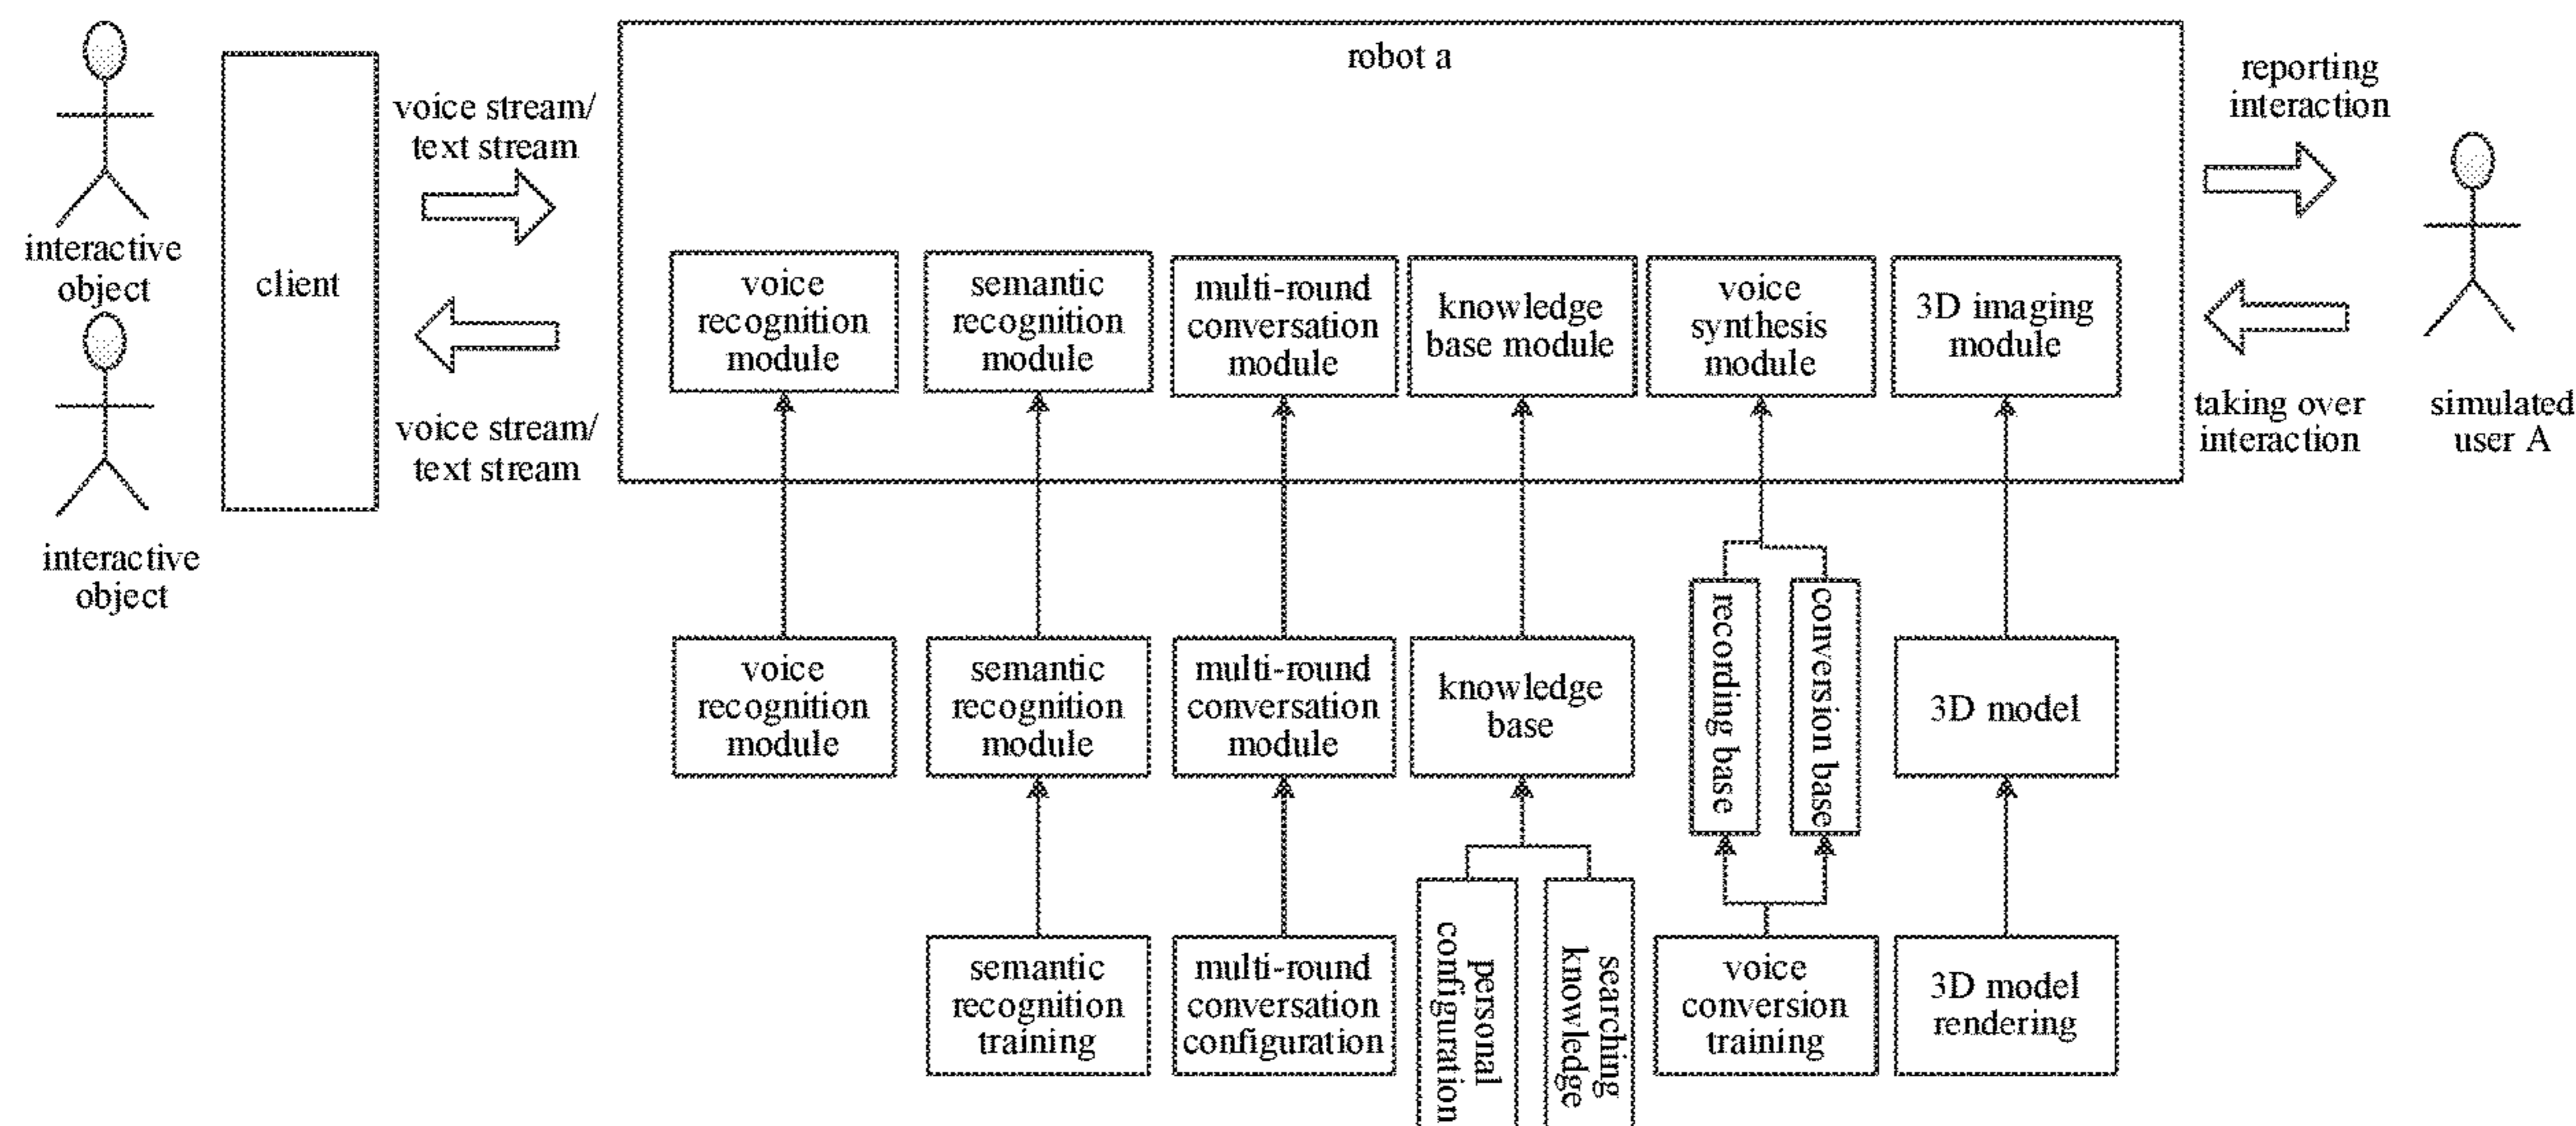 robot a
reporting
interaction
voice stream/
text stream
interactive
object
client
voice
recognition
module
semantic
recognition
module
multi-round
conversation
module
knowledge
base module
voice
synthesis
module
3D imaging
module
voice stream/
text stream
taking over
interaction
simulated
user A
interactive
object
voice
recognition
module
semantic
recognition
module
multi-round
conversation
module
knowledge
base
recording base
conversion base
3D model
semantic
recognition
training
multi-round
conversation
configuration
personal
configuration
searching
knowledge
voice
conversion
training
3D model
rendering